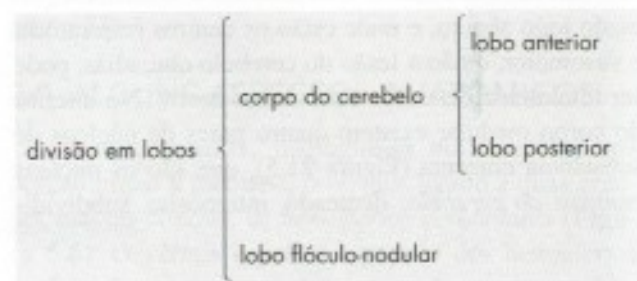 lobo anterior
corpo do cerebelo
lobo posterior
divisão em lobos
lobo flóculo-nodular